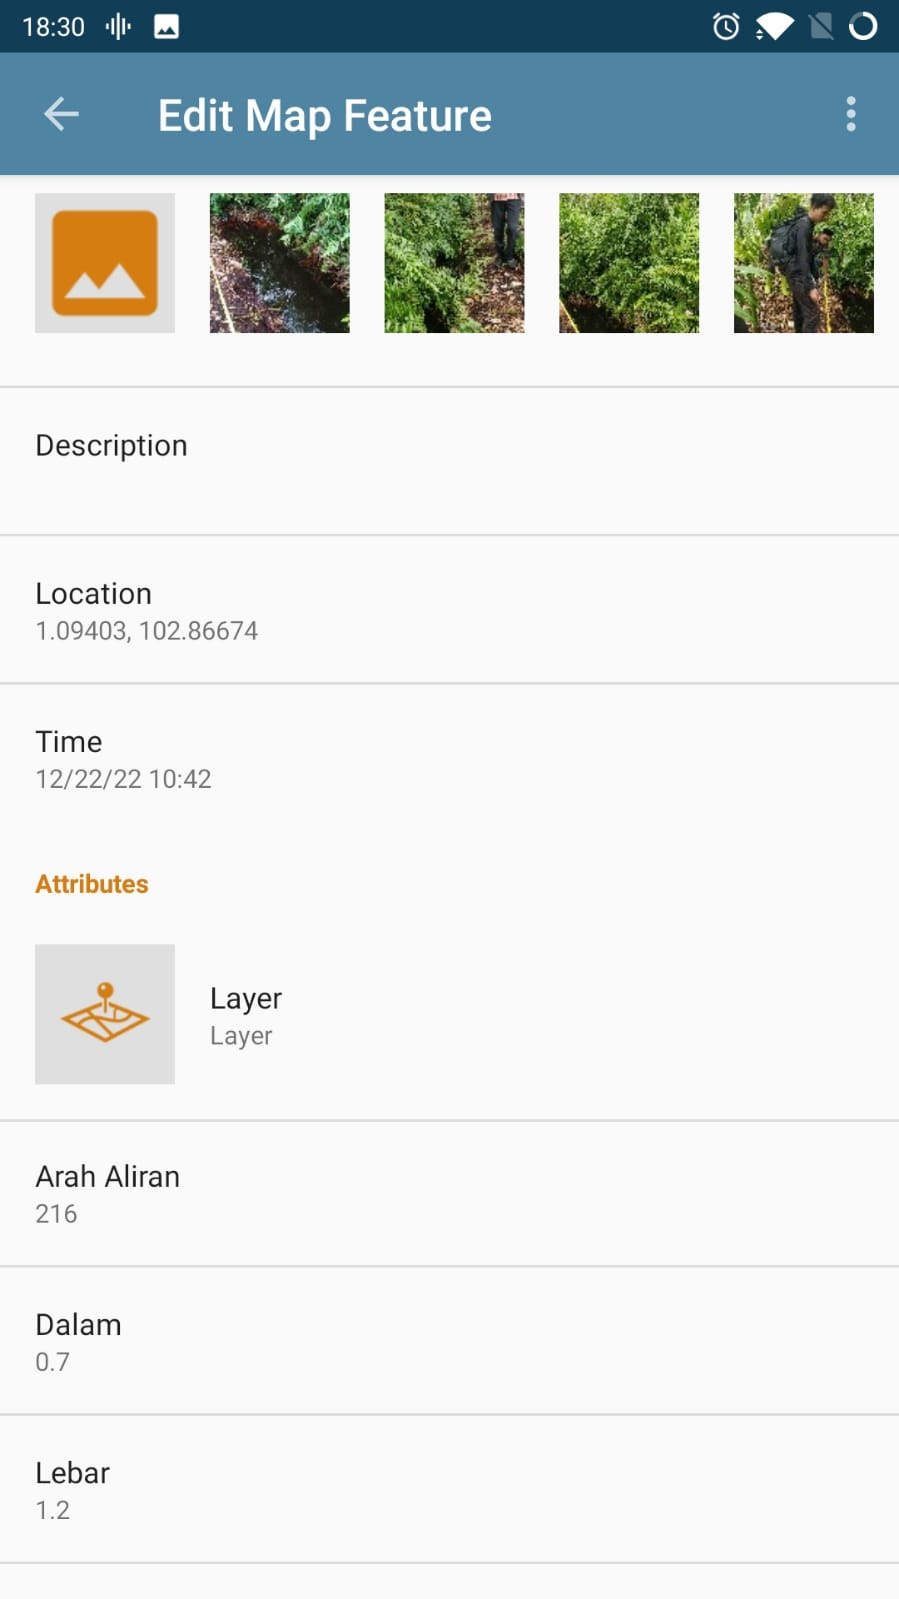 18:30
Edit Map Feature
Description
Location
1.09403, 102.86674
Time
12/22/22 10:42
Attributes
Layer
Layer
Arah Aliran
216
Dalam
0.7
Lebar
1.2